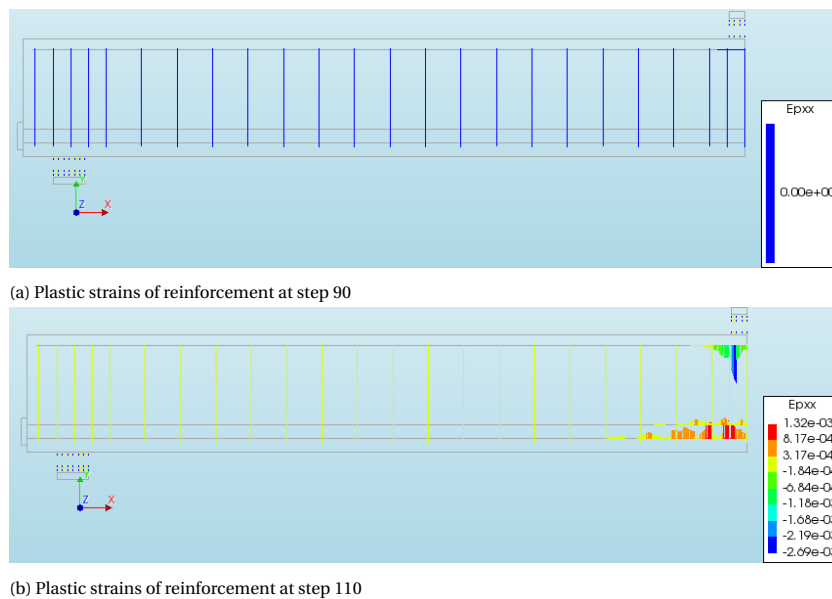 Epxx
0.00e+00
Y
Z
X
(a) Plastic strains of reinforcement at step 90
Epxx
1.32e-03
8.17e-04
3.17e-04
-1.84e-04
-6.84e-04
-1.18e-03
-1.68e-03
-2.19e-03
-2.69e-03
Y
Z
X
(b) Plastic strains of reinforcement at step 110